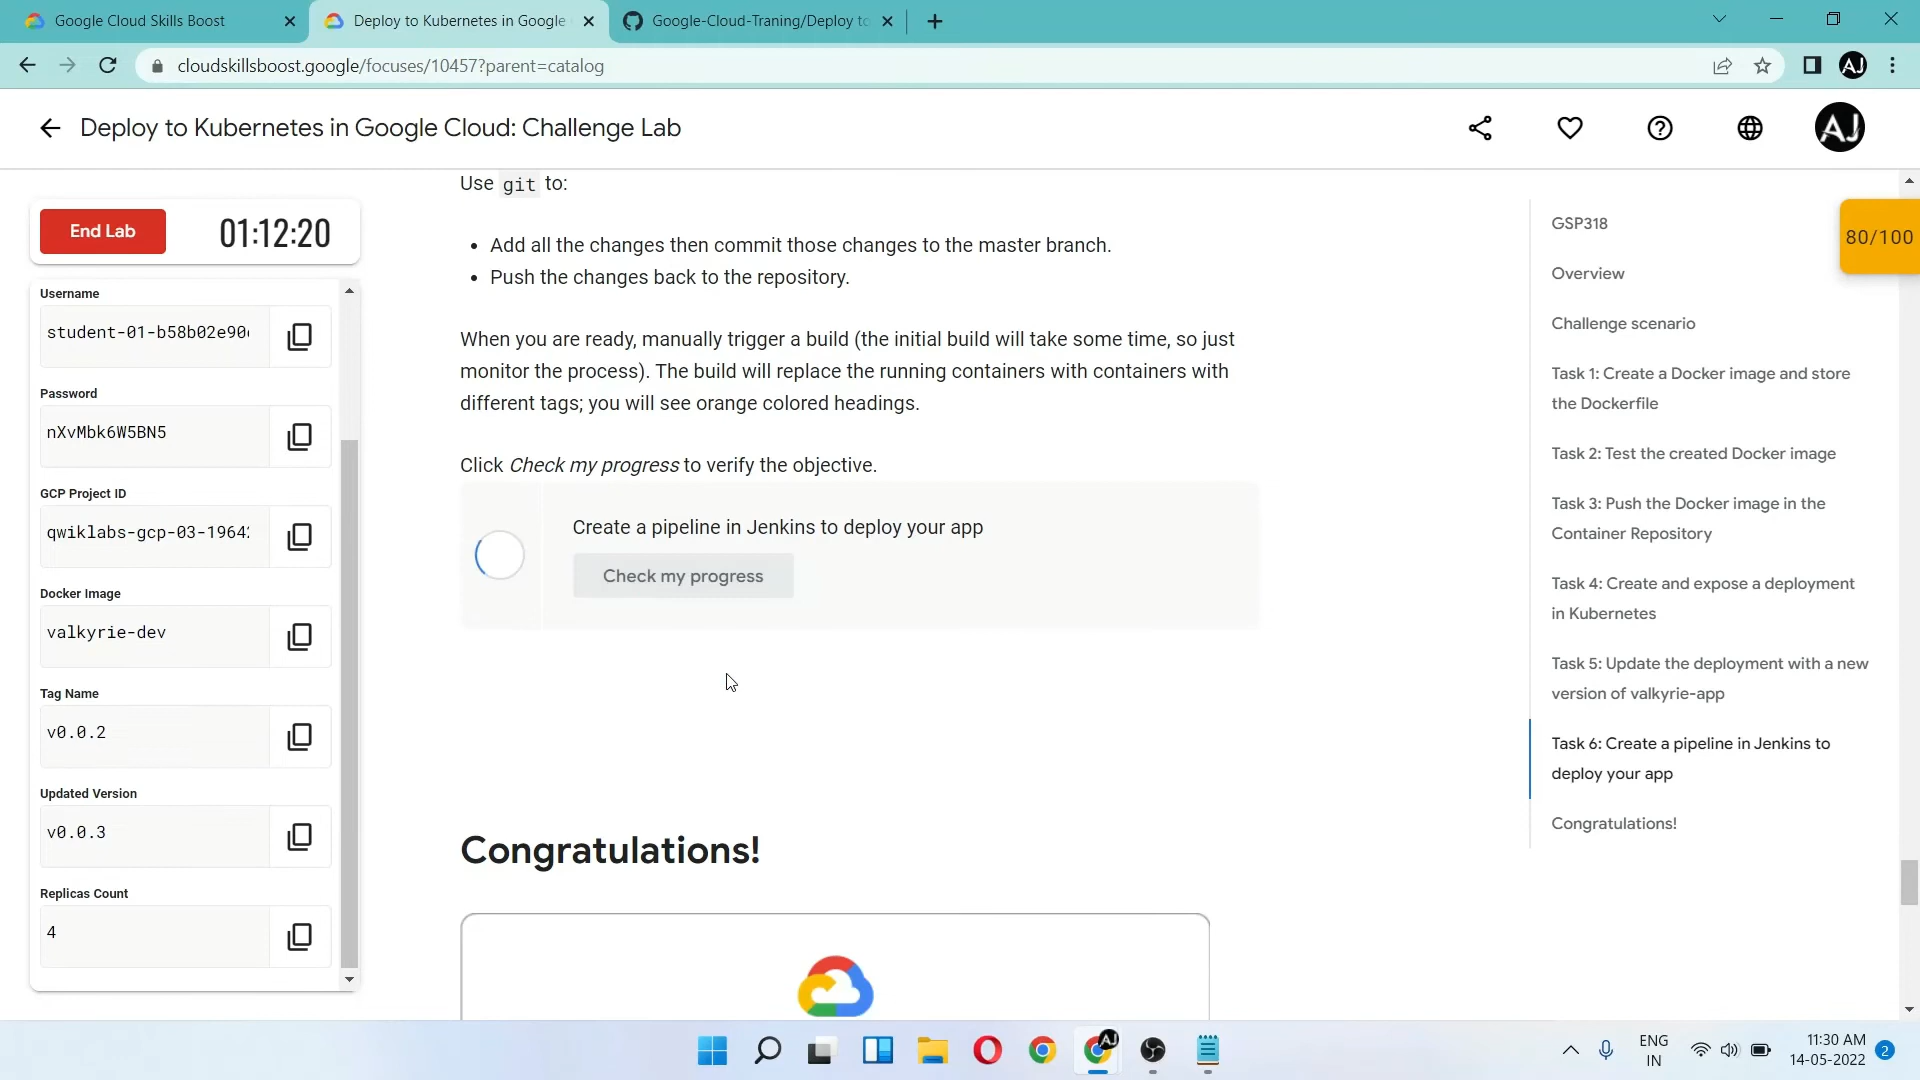 Google Cloud Skills Boost
Deploy to Kubernetes in Google
Google-Cloud-Traning/Deploy to
cloudskillsboost.google/focuses/10457?parent=catalog
AJ
Deploy to Kubernetes in Google Cloud: Challenge Lab
AJ
End Lab
01:12:20
Username
student-01-b58b02e90
Password
nXvMbk6W5BN5
GCP Project ID
qwiklabs-gcp-03-1964
Docker Image
valkyrie-dev
Tag Name
v0.0.2
Updated Version
v0.0.3
Replicas Count
4
Use git to:
• Add all the changes then commit those changes to the master branch.
• Push the changes back to the repository.
When you are ready, manually trigger a build (the initial build will take some time, so just
monitor the process). The build will replace the running containers with containers with
different tags; you will see orange colored headings.
Click Check my progress to verify the objective.
Create a pipeline in Jenkins to deploy your app
Check my progress
Congratulations!
GSP318
Overview
Challenge scenario
Task 1: Create a Docker image and store
the Dockerfile
Task 2: Test the created Docker image
Task 3: Push the Docker image in the
Container Repository
Task 4: Create and expose a deployment
in Kubernetes
Task 5: Update the deployment with a new
version of valkyrie-app
Task 6: Create a pipeline in Jenkins to
deploy your app
Congratulations!
80/100
AJ
ENG
IN
11:30 AM
14-05-2022
2